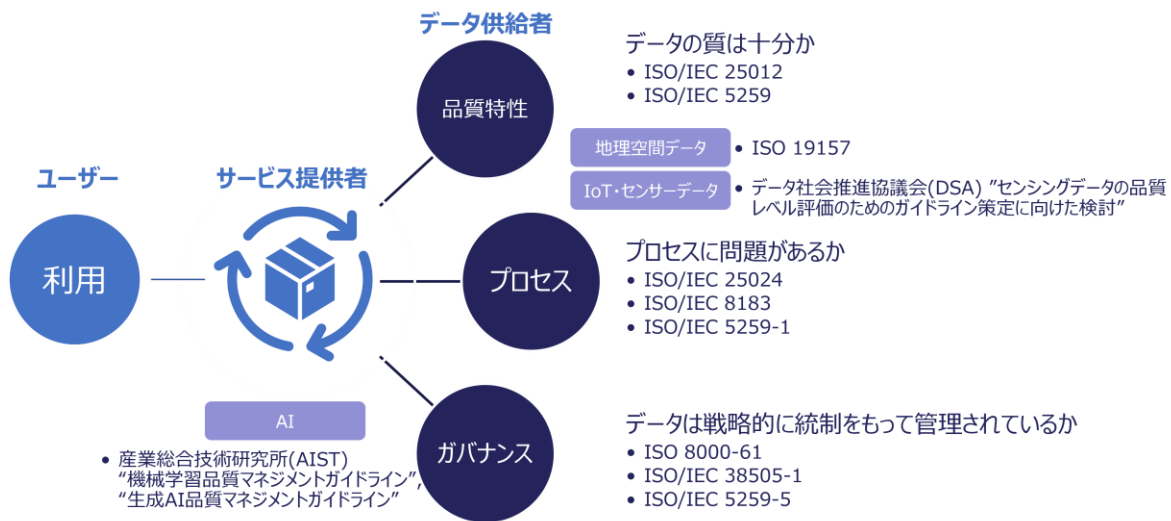 データ供給者
品質特性
データの質は十分か
• ISO/IEC 25012
• ISO/IEC 5259
地理空間データ
• ISO 19157
IoT・センサーデータ
• データ社会推進協議会(DSA) ”センシングデータの品質
レベル評価のためのガイドライン策定に向けた検討”
ユーザー
利用
サービス提供者
プロセス
プロセスに問題があるか
• ISO/IEC 25024
• ISO/IEC 8183
• ISO/IEC 5259-1
AI
• 産業総合技術研究所(AIST)
“機械学習品質マネジメントガイドライン”,
“生成AI品質マネジメントガイドライン”
ガバナンス
データは戦略的に統制をもって管理されているか
• ISO 8000-61
• ISO/IEC 38505-1
• ISO/IEC 5259-5